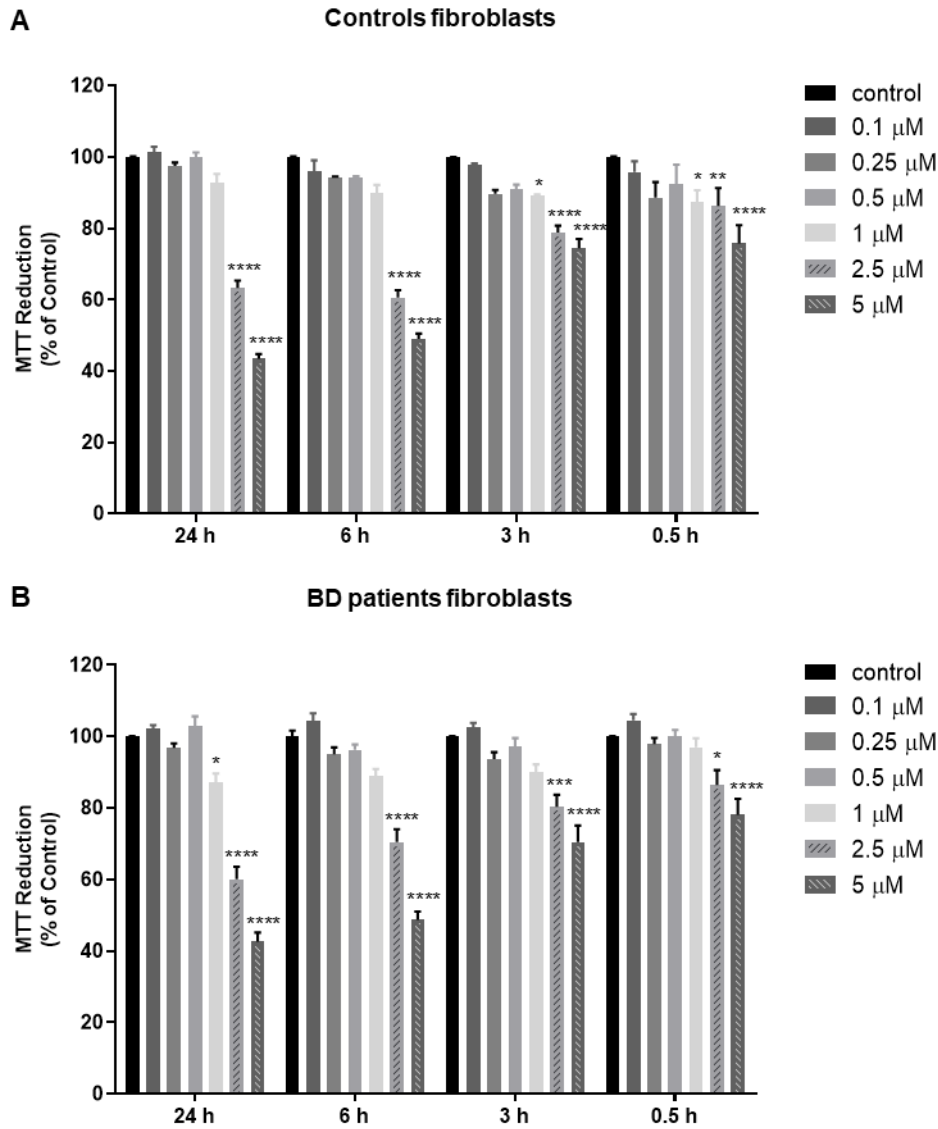 A
Controls fibroblasts
MTT Reduction
(% of Control)
120
100
80
60
40
20
0
**** **** **** **** * **** **** * ** ****
24 h 6 h 3 h 0.5 h
control
0.1 μM
0.25 μM
0.5 μM
1 μM
2.5 μM
5 μM
B
BD patients fibroblasts
MTT Reduction
(% of Control)
120
100
80
60
40
20
0
* **** **** **** **** *** **** * ****
24 h 6 h 3 h 0.5 h
control
0.1 μM
0.25 μM
0.5 μM
1 μM
2.5 μM
5 μM